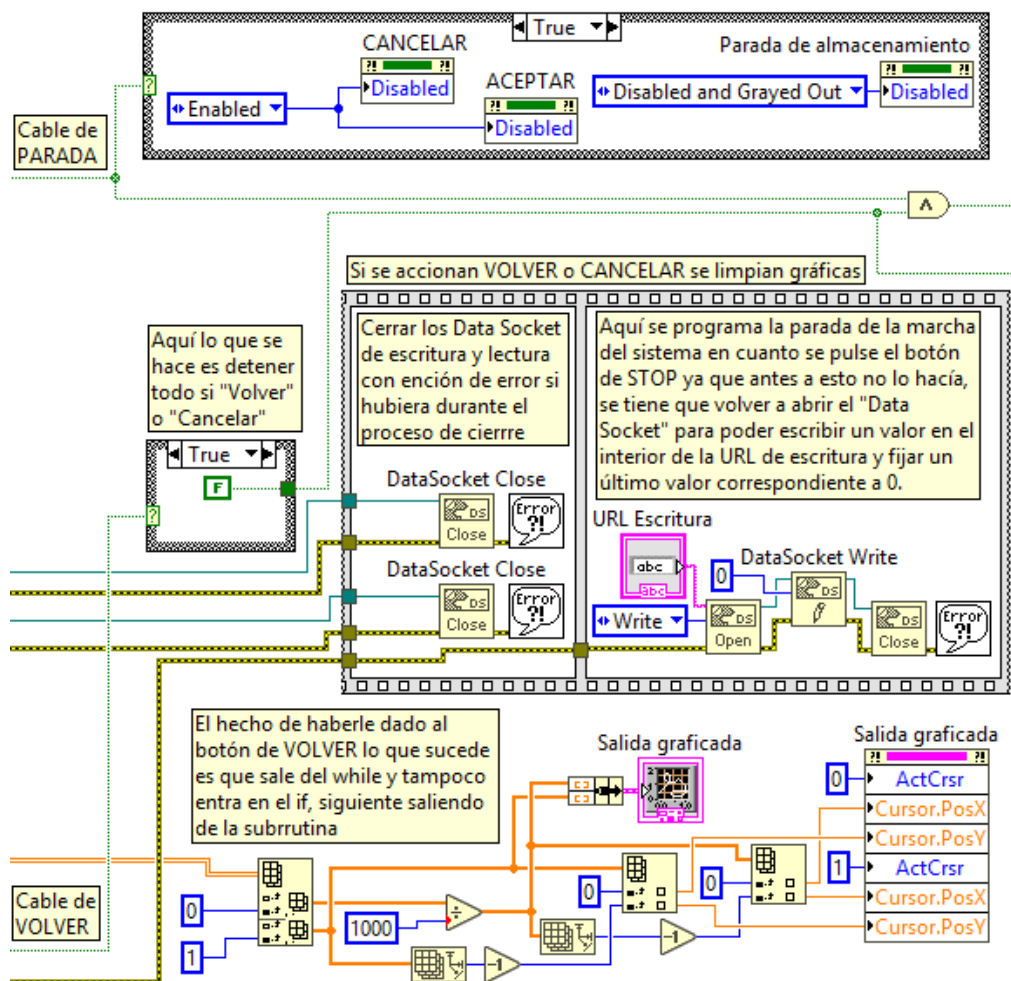 True
CANCELAR
Disabled
Enabled
ACEPTAR
Disabled
Parada de almacenamiento
Disabled and Grayed Out
Disabled
?
Cable de
PARADA
Λ
Si se accionan VOLVER o CANCELAR se limpian gráficas
Aquí lo que se
hace es detener
todo si "Volver"
o "Cancelar"
True
F
?
Cerrar los Data Socket
de escritura y lectura
con ención de error si
hubiera durante el
proceso de cierrre
DataSocket Close
DS
Close
Error
?!
DataSocket Close
DS
Close
Error
?!
Aquí se programa la parada de la marcha
del sistema en cuanto se pulse el botón
de STOP ya que antes a esto no lo hacía,
se tiene que volver a abrir el "Data
Socket" para poder escribir un valor en el
interior de la URL de escritura y fijar un
último valor correspondiente a 0.
URL Escritura
abc
abc
Write
DS
Open
0
DataSocket Write
DS
DS
Close
Error
?!
El hecho de haberle dado al
botón de VOLVER lo que sucede
es que sale del while y tampoco
entra en el if, siguiente saliendo
de la subrrutina
Cable de
VOLVER
0
1
1000
÷
-1
Salida graficada
0
-1
0
Salida graficada
0
ActCrsr
Cursor.PosX
Cursor.PosY
1
ActCrsr
Cursor.PosX
Cursor.PosY